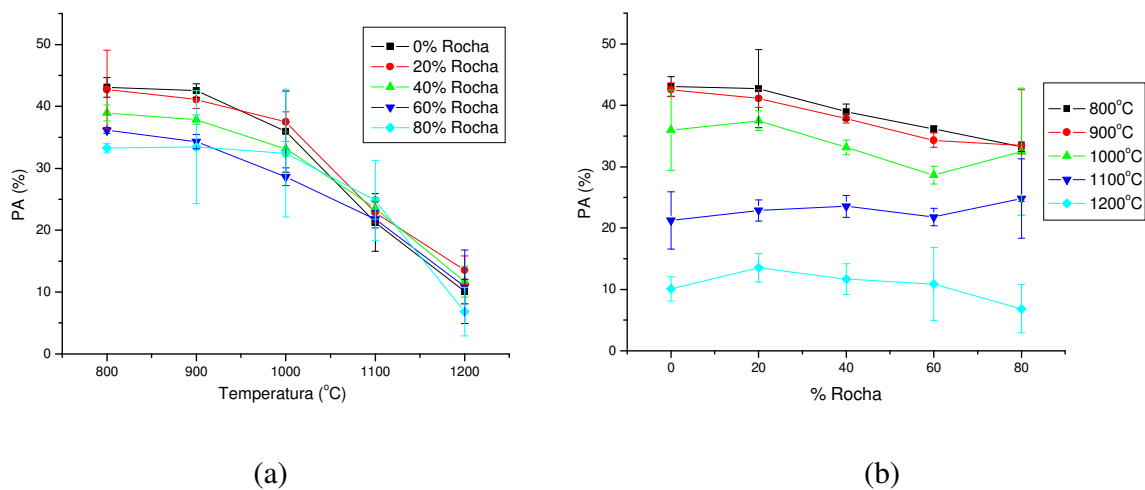 50
40
30
20
10
0
PA (%)
800
900
1000
1100
1200
Temperatura (°C)
0% Rocha
20% Rocha
40% Rocha
60% Rocha
80% Rocha
(a)
50
40
30
20
10
0
PA (%)
0
20
40
60
80
% Rocha
800°C
900°C
1000°C
1100°C
1200°C
(b)